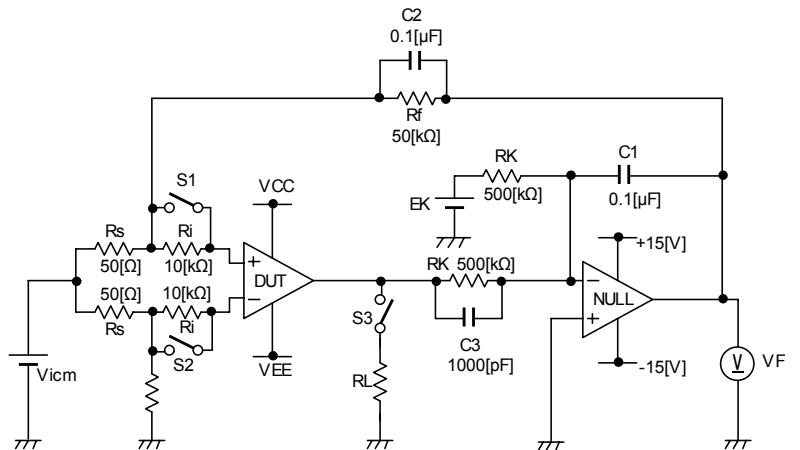 C2
0.1[µF]
Rf
50[kΩ]
S1
VCC
RK
500[kΩ]
C1
0.1[µF]
EK
Rs
50[Ω]
Ri
10[kΩ]
+
−
DUT
RK 500[kΩ]
+15[V]
−
+
NULL
50[Ω]
Rs
10[kΩ]
Ri
S2
VEE
S3
C3
1000[pF]
-15[V]
V
VF
Vicm
RL